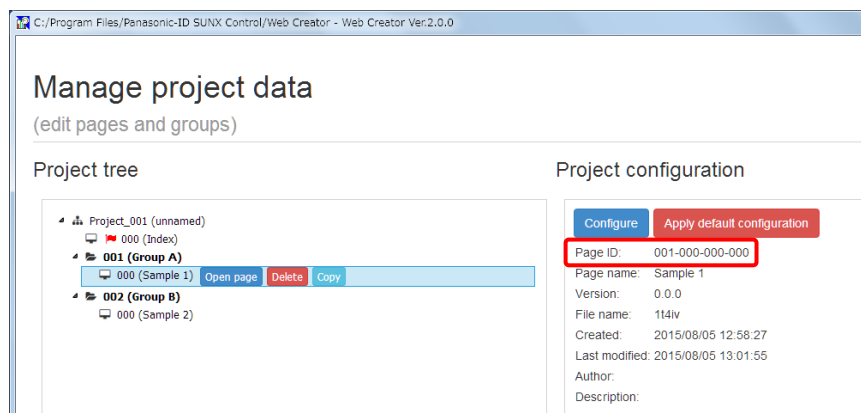 C:/Program Files/Panasonic-ID SUNX Control/Web Creator - Web Creator Ver.2.0.0
Manage project data
(edit pages and groups)
Project tree
Project_001 (unnamed)
000 (Index)
001 (Group A)
000 (Sample 1) Open page Delete Copy
002 (Group B)
000 (Sample 2)
Project configuration
Configure Apply default configuration
Page ID: 001-000-000-000
Page name: Sample 1
Version: 0.0.0
File name: 1t4iv
Created: 2015/08/05 12:58:27
Last modified: 2015/08/05 13:01:55
Author:
Description: